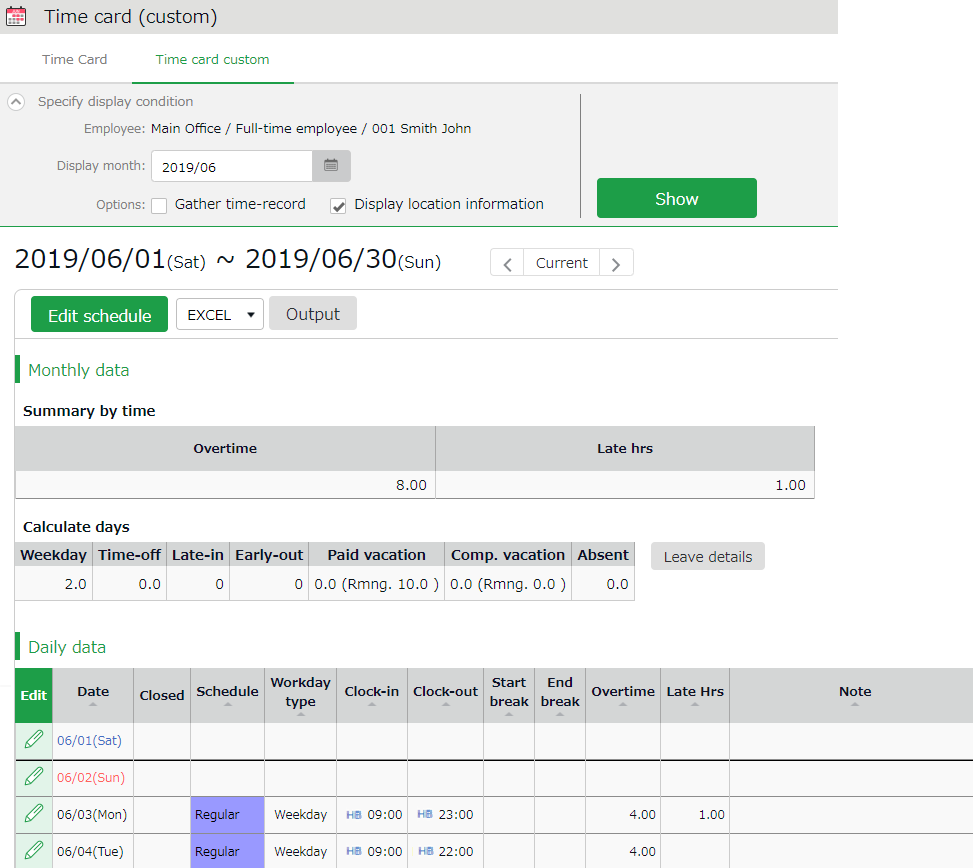 Time card (custom)
Time Card
Time card custom
Specify display condition
Employee: Main Office / Full-time employee / 001 Smith John
Display month: 2019/06
Options: Gather time-record Display location information
Show
2019/06/01(Sat) ~ 2019/06/30(Sun)
Current
Edit schedule EXCEL Output
Monthly data
Summary by time
Overtime Late hrs
8.00 1.00
Calculate days
Weekday Time-off Late-in Early-out Paid vacation Comp. vacation Absent
2.0 0.0 0 0 0.0 (Rmng. 10.0 ) 0.0 (Rmng. 0.0 ) 0.0
Leave details
Daily data
Edit Date Closed Schedule Workday type Clock-in Clock-out Start break End break Overtime Late Hrs Note
06/01(Sat)
06/02(Sun)
06/03(Mon) Regular Weekday HB 09:00 HB 23:00 4.00 1.00
06/04(Tue) Regular Weekday HB 09:00 HB 22:00 4.00